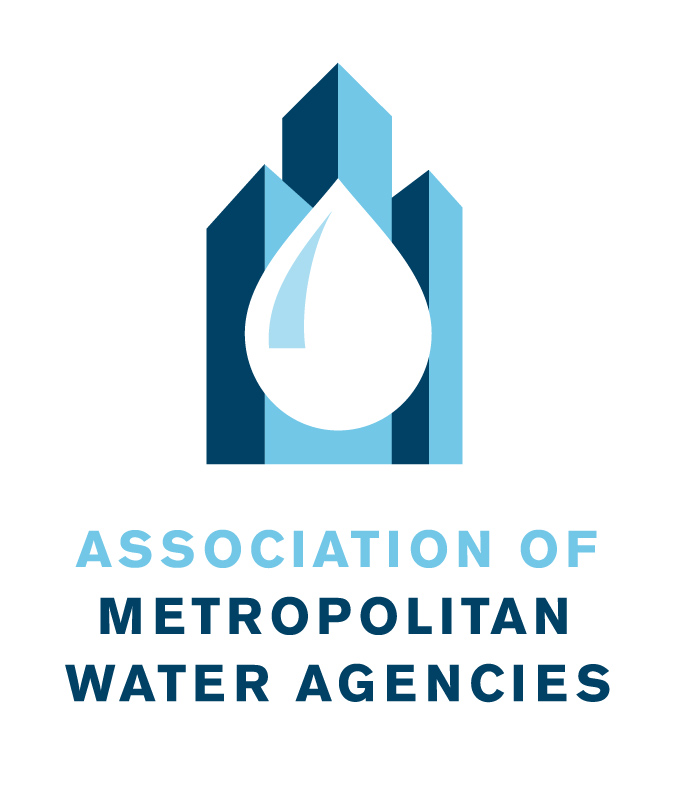 ASSOCIATION OF
METROPOLITAN
WATER AGENCIES